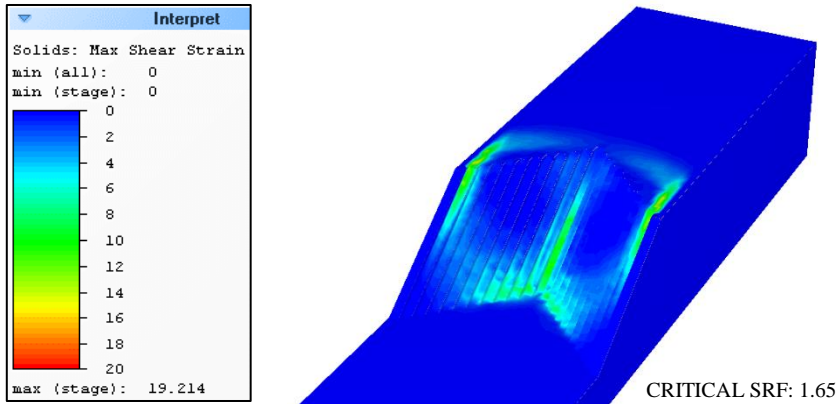 Interpret
Solids: Max Shear Strain
min (all): 0
min (stage): 0
0
2
4
6
8
10
12
14
16
18
20
max (stage): 19.214
CRITICAL SRF: 1.65